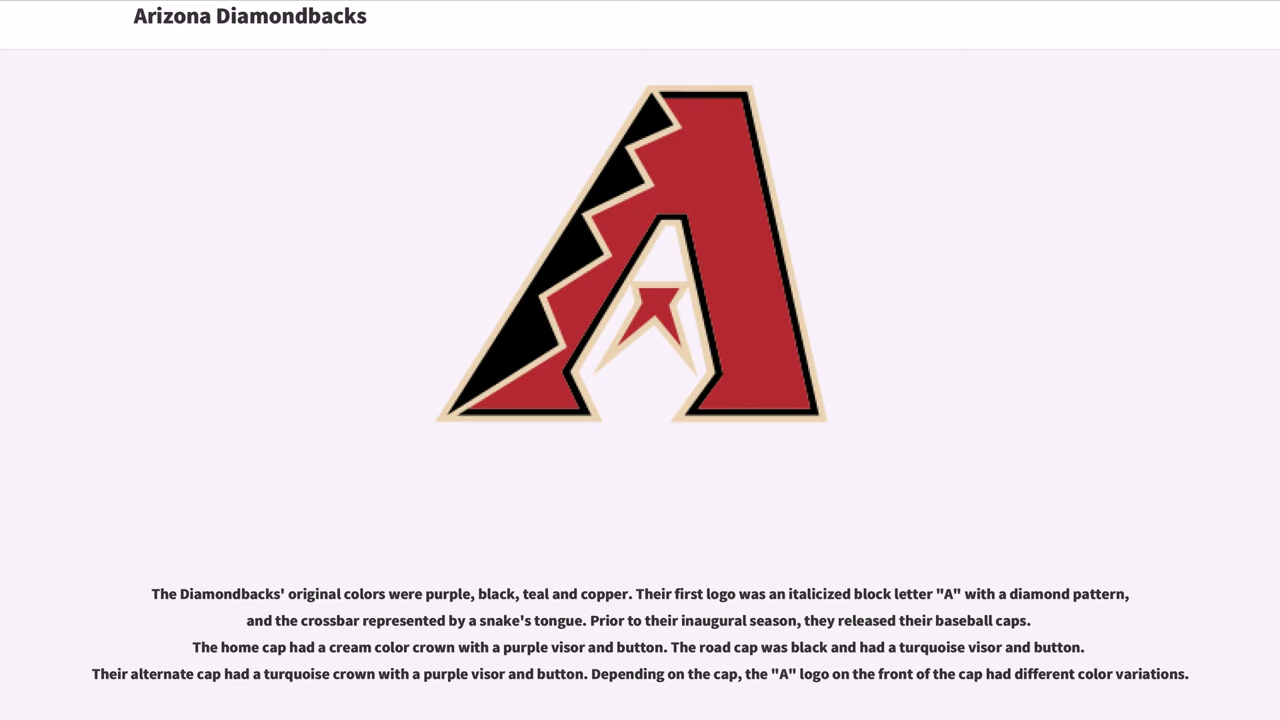 Arizona Diamondbacks
The Diamondbacks' original colors were purple, black, teal and copper. Their first logo was an italicized block letter "A" with a diamond pattern,
and the crossbar represented by a snake's tongue. Prior to their inaugural season, they released their baseball caps.
The home cap had a cream color crown with a purple visor and button. The road cap was black and had a turquoise visor and button.
Their alternate cap had a turquoise crown with a purple visor and button. Depending on the cap, the "A" logo on the front of the cap had different color variations.